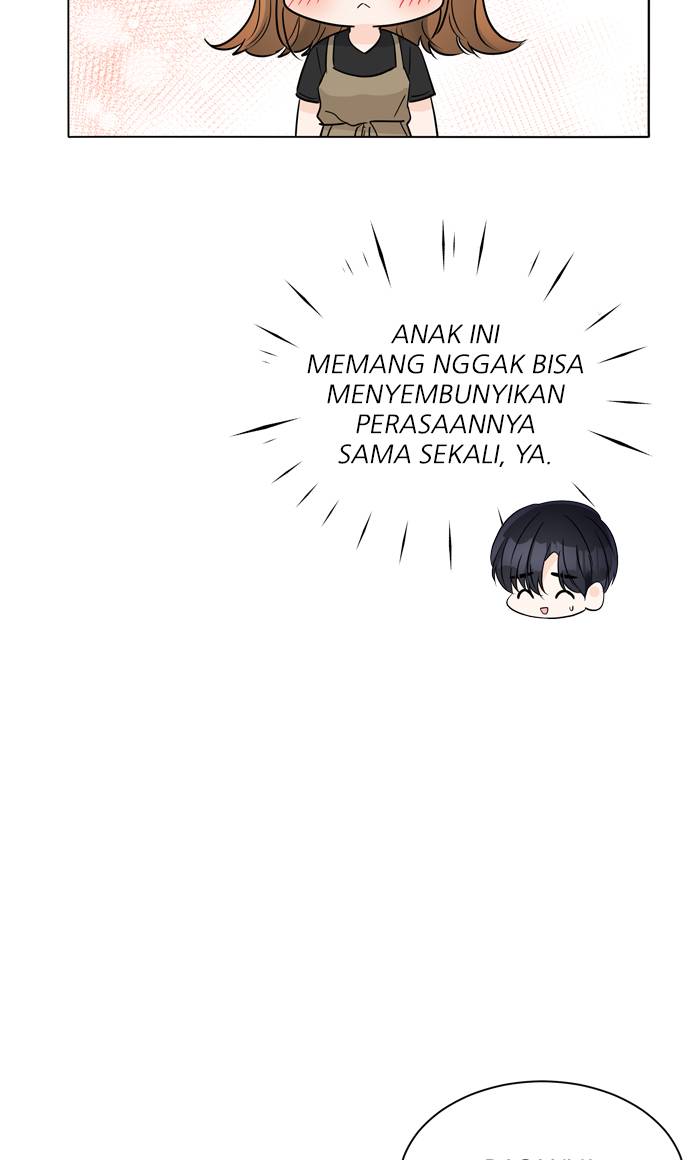 ANAK INI
MEMANG NGGAK BISA
MENYEMBUNYIKAN
PERASAANNYA
SAMA SEKALI, YA.